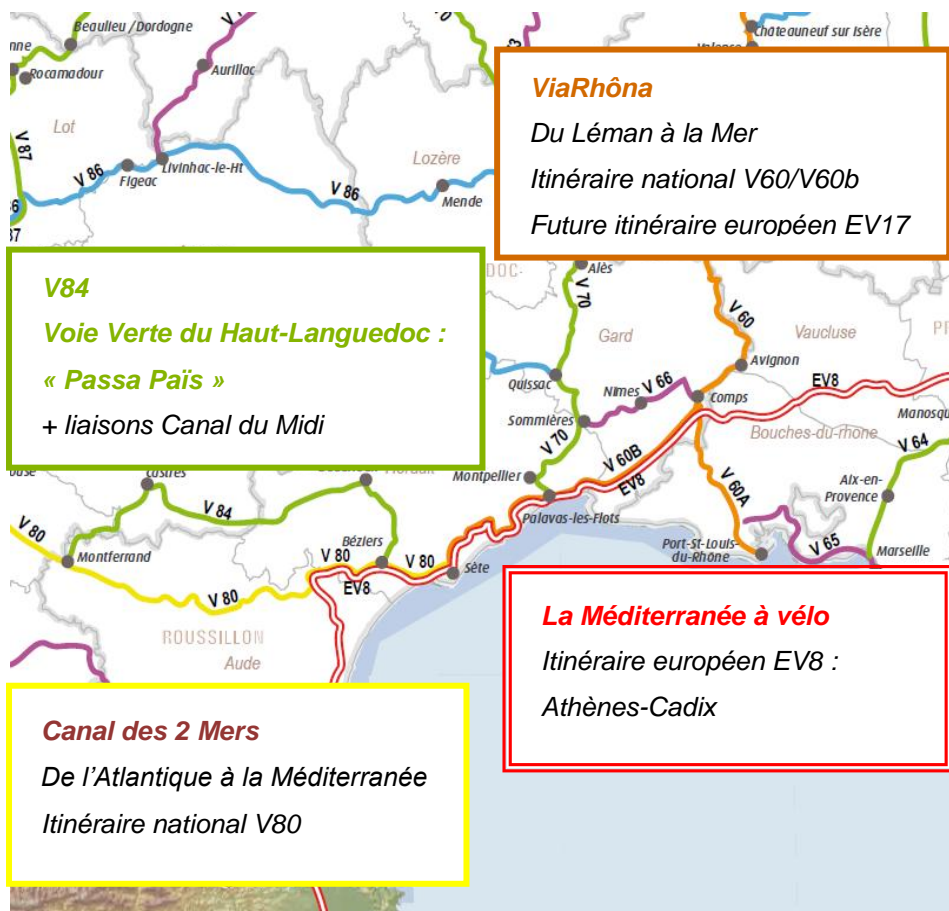 Beaulieu /Dordogne
Rocamadour
Aurillac
Lot
V 87
V 86
Figeac
Livinhac-le-Ht
Lozère
V 86
Mende
Chateauneuf sur Isère
ViaRhôna
Du Léman à la Mer
Itinéraire national V60/V60b
Future itinéraire européen EV17
V84
Voie Verte du Haut-Languedoc :
« Passa Païs »
+ liaisons Canal du Midi
Alès
V 70
Gard
V 60
Vaucluse
Avignon
EV8
Quissac
Nîmes
V 66
Comps
Manosqu
Sommières
Bouches-du-rhone
V 64
V 70
V 60B
EV8
Montpellier
V 60A
Aix-en-
Provence
Castres
V 84
Palavas-les-Flots
V 80
Montferrand
Béziers
V 80
V 80
EV8
Sète
Port-St-Louis-
du-Rhône
V 65
Marseille
V 80
ROUSSILLON
Aude
La Méditerranée à vélo
Itinéraire européen EV8 :
Athènes-Cadix
Canal des 2 Mers
De l'Atlantique à la Méditerranée
Itinéraire national V80